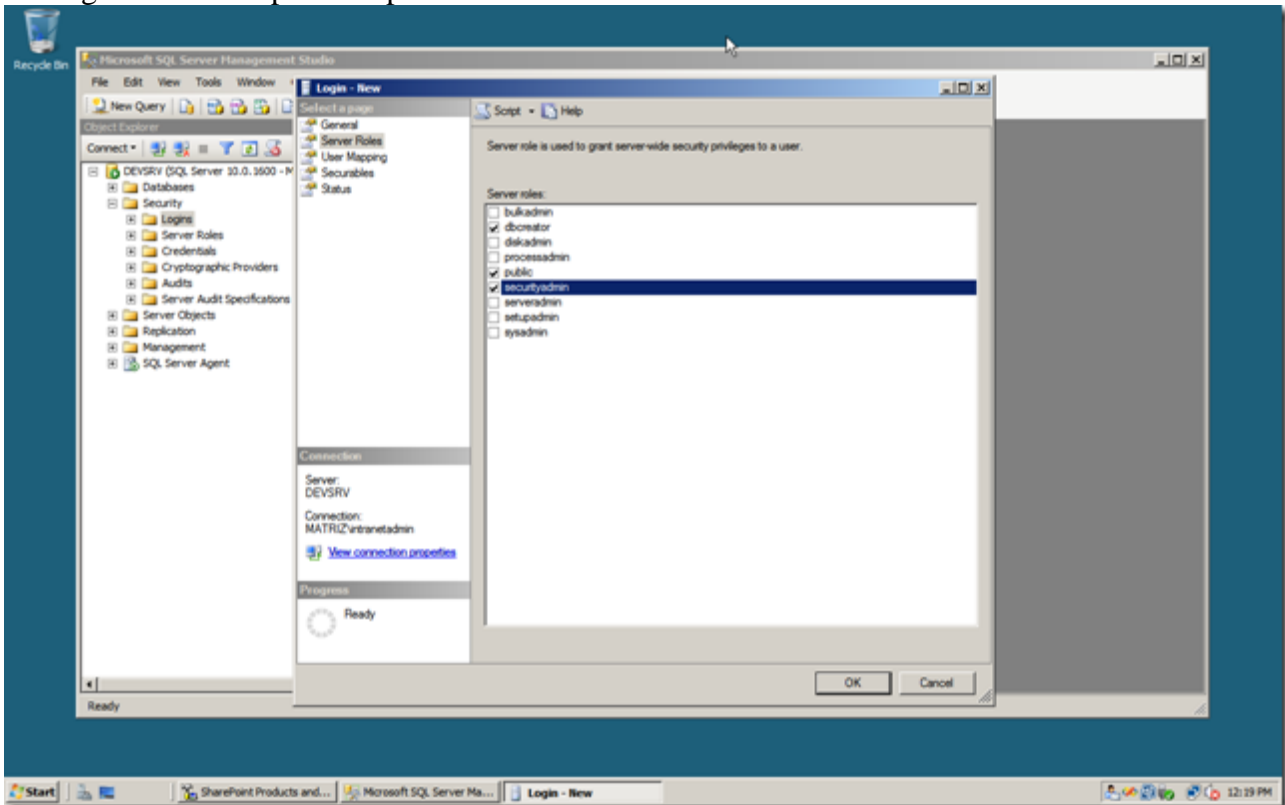 Recycle Bin
Microsoft SQL Server Management Studio
File Edit View Tools Window
New Query
Object Explorer
Connect
DEVSRV (SQL Server 10.0.1600 - M
Databases
Security
Logins
Server Roles
Credentials
Cryptographic Providers
Audits
Server Audit Specifications
Server Objects
Replication
Management
SQL Server Agent
Ready
Login - New
Select a page
General
Server Roles
User Mapping
Securables
Status
Script Help
Server role is used to grant server-wide security privileges to a user.
Server roles:
bulkadmin
dbcreator
diskadmin
processadmin
public
securityadmin
serveradmin
setupadmin
sysadmin
Connection
Server:
DEVSRV
Connection:
MATRIZ\intranetadmin
View connection properties
Progress
Ready
OK Cancel
Start SharePoint Products and... Microsoft SQL Server Ma... Login - New 12:19 PM